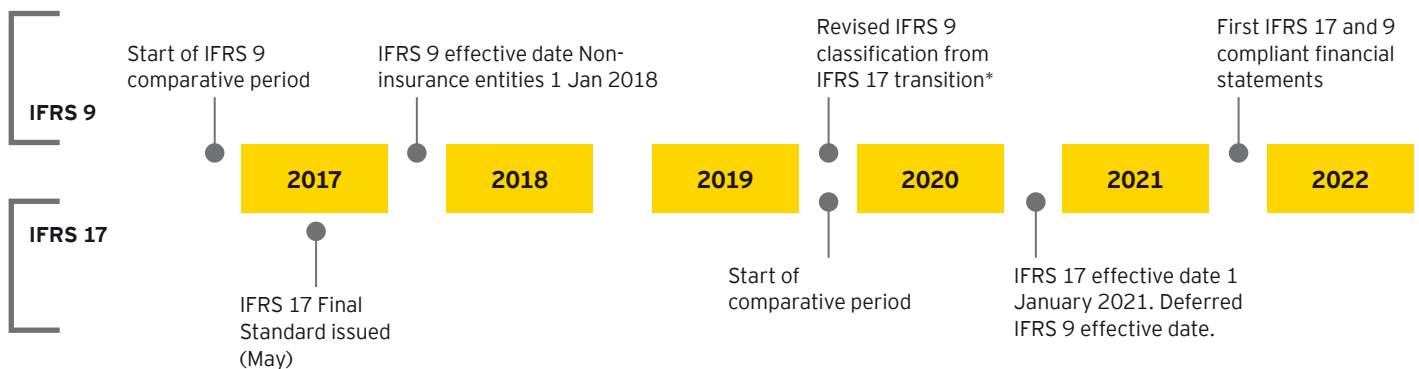 Start of IFRS 9
comparative period
IFRS 9 effective date Non-
insurance entities 1 Jan 2018
Revised IFRS 9
classification from
IFRS 17 transition*
First IFRS 17 and 9
compliant financial
statements
IFRS 9
2017
2018
2019
2020
2021
2022
IFRS 17
IFRS 17 Final
Standard issued
(May)
Start of
comparative period
IFRS 17 effective date 1
January 2021. Deferred
IFRS 9 effective date.